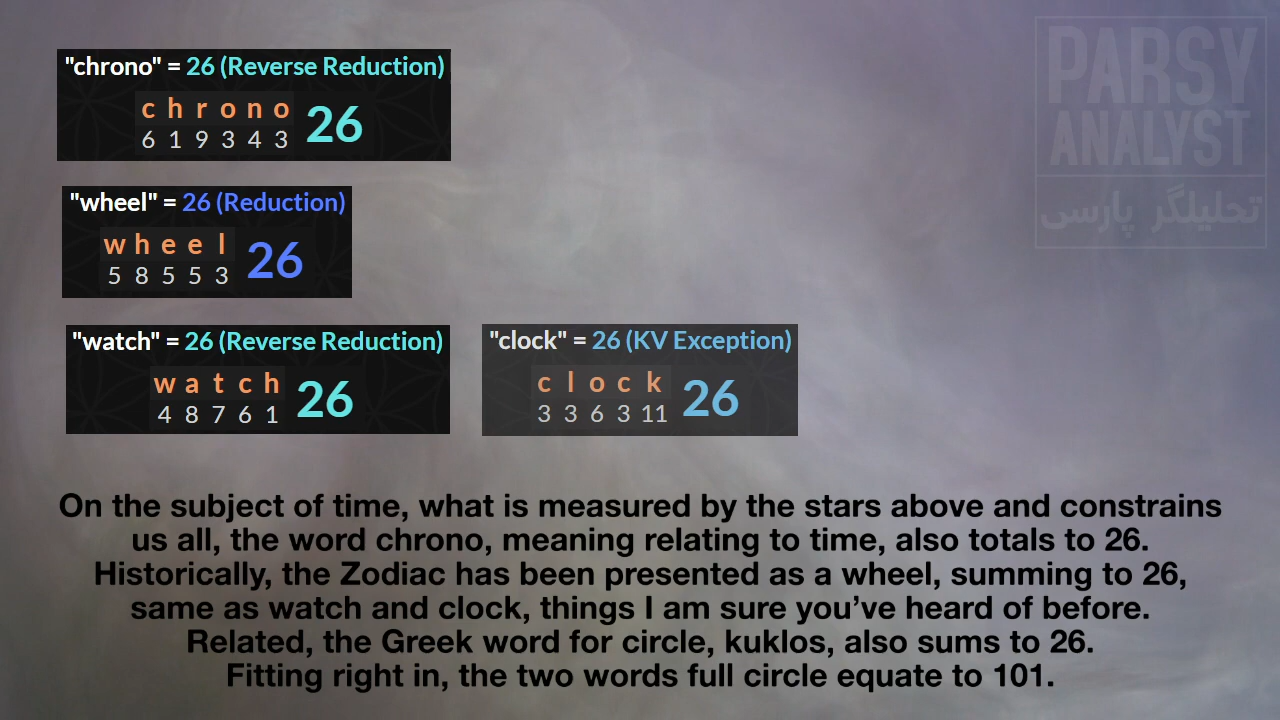 "chrono" = 26 (Reverse Reduction)
c h r o n o 26
6 1 9 3 4 3
"wheel" = 26 (Reduction)
w h e e l 26
5 8 5 5 3
"watch" = 26 (Reverse Reduction)
w a t c h 26
4 8 7 6 1
"clock" = 26 (KV Exception)
c l o c k 26
3 3 6 3 11
PARSY
ANALYST
تحلیلگر پارسی
On the subject of time, what is measured by the stars above and constrains
us all, the word chrono, meaning relating to time, also totals to 26.
Historically, the Zodiac has been presented as a wheel, summing to 26,
same as watch and clock, things I am sure you’ve heard of before.
Related, the Greek word for circle, kuklos, also sums to 26.
Fitting right in, the two words full circle equate to 101.